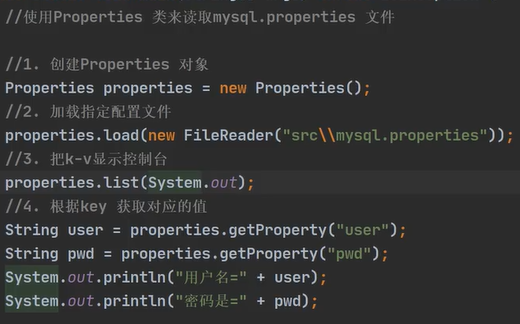 //使用Properties 类来读取mysql.properties 文件
//1. 创建Properties 对象
Properties properties = new Properties();
//2. 加载指定配置文件
properties.load(new FileReader("src\\mysql.properties"));
//3. 把k-v显示控制台
properties.list(System.out);
//4. 根据key 获取对应的值
String user = properties.getProperty("user");
String pwd = properties.getProperty("pwd");
System.out.println("用户名=" + user);
System.out.println("密码是=" + pwd);